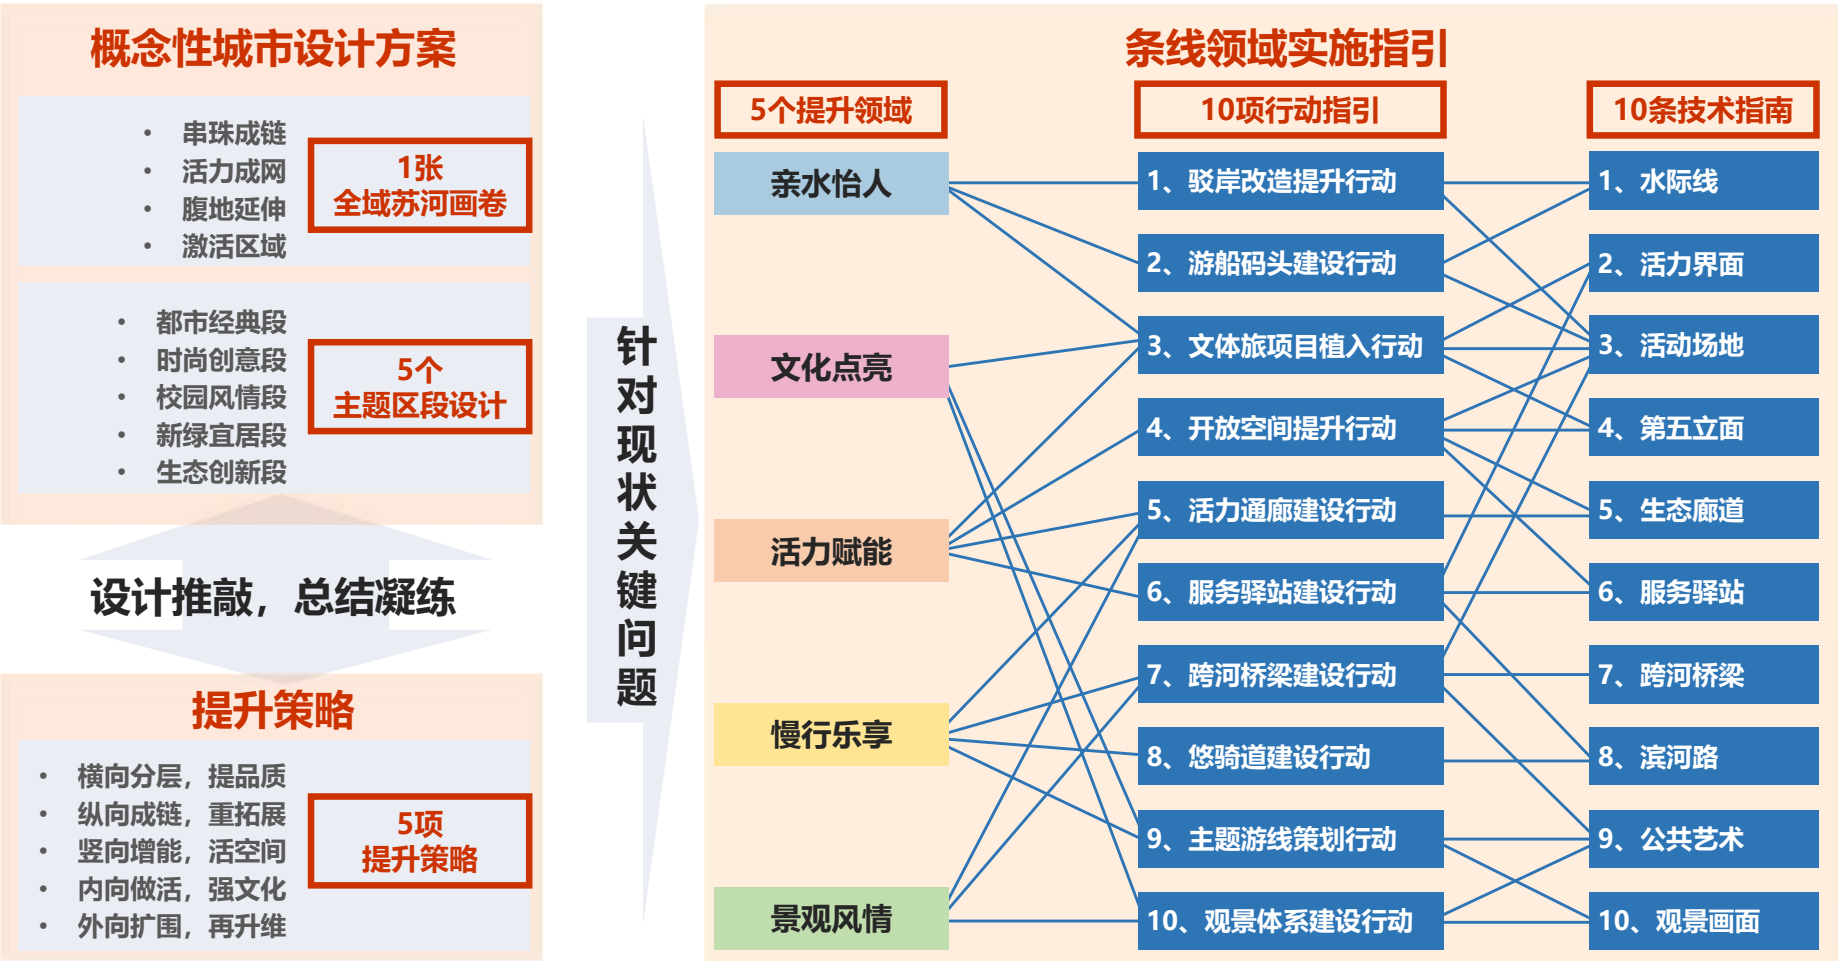 概念性城市设计方案
• 串珠成链
• 活力成网
• 腹地延伸
• 激活区域
1张
全域苏河画卷
• 都市经典段
• 时尚创意段
• 校园风情段
• 新绿宜居段
• 生态创新段
5个
主题区段设计
设计推敲，总结凝练
提升策略
• 横向分层，提品质
• 纵向成链，重拓展
• 竖向增能，活空间
• 内向做活，强文化
• 外向扩围，再升维
5项
提升策略
针对现状关键问题
条线领域实施指引
5个提升领域
亲水怡人
文化点亮
活力赋能
慢行乐享
景观风情
10项行动指引
1、驳岸改造提升行动
2、游船码头建设行动
3、文体旅项目植入行动
4、开放空间提升行动
5、活力通廊建设行动
6、服务驿站建设行动
7、跨河桥梁建设行动
8、悠骑道建设行动
9、主题游线策划行动
10、观景体系建设行动
10条技术指南
1、水际线
2、活力界面
3、活动场地
4、第五立面
5、生态廊道
6、服务驿站
7、跨河桥梁
8、滨河路
9、公共艺术
10、观景画面